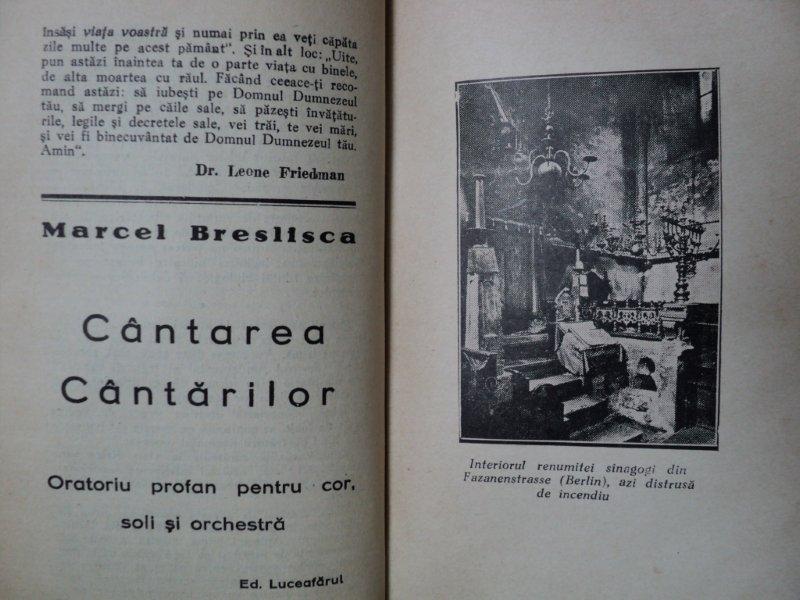 însăși viața voastră și numai prin ea veți căpăta
zile multe pe acest pământ". Și în alt loc: „Uite,
pun astăzi înaintea ta de o parte viața cu binele,
de alta moartea cu răul. Făcând ceeace-ți reco-
mand astăzi: să iubești pe Domnul Dumnezeul
tău, să mergi pe căile sale, să păzești învățătu-
rile, legile și decretele sale, vei trăi, te vei mări,
și vei fi binecuvântat de Domnul Dumnezeul tău.
Amin".
Dr. Leone Friedman
Marcel Breslisca
Cântarea
Cântărilor
Oratoriu profan pentru cor,
soli și orchestră
Ed. Luceafărul
Interiorul renumitei sinagogi din
Fazanenstrasse (Berlin), azi distrusă
de incendiu